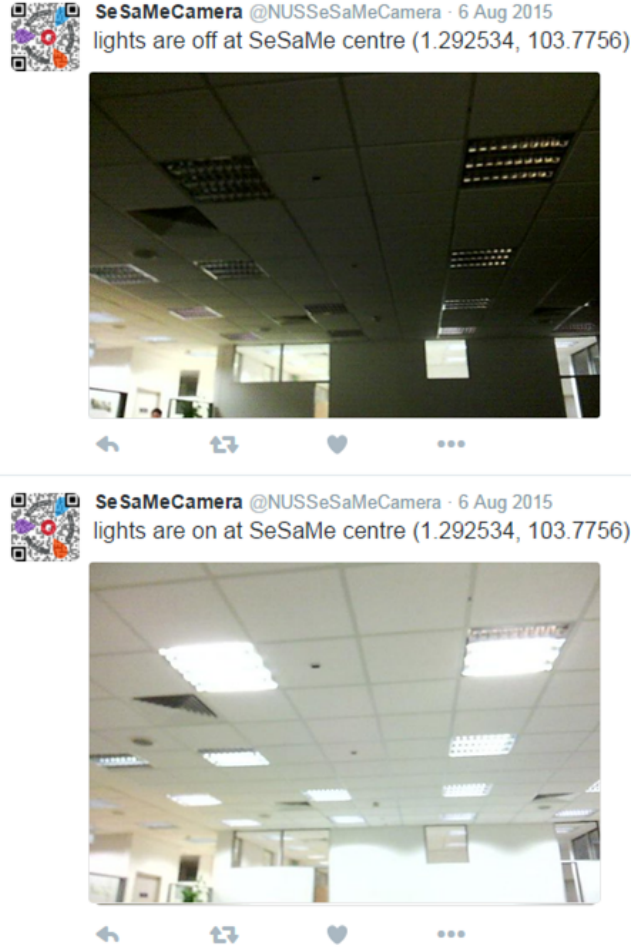 SeSaMeCamera @NUSSeSaMeCamera · 6 Aug 2015
lights are off at SeSaMe centre (1.292534, 103.7756)
SeSaMeCamera @NUSSeSaMeCamera · 6 Aug 2015
lights are on at SeSaMe centre (1.292534, 103.7756)